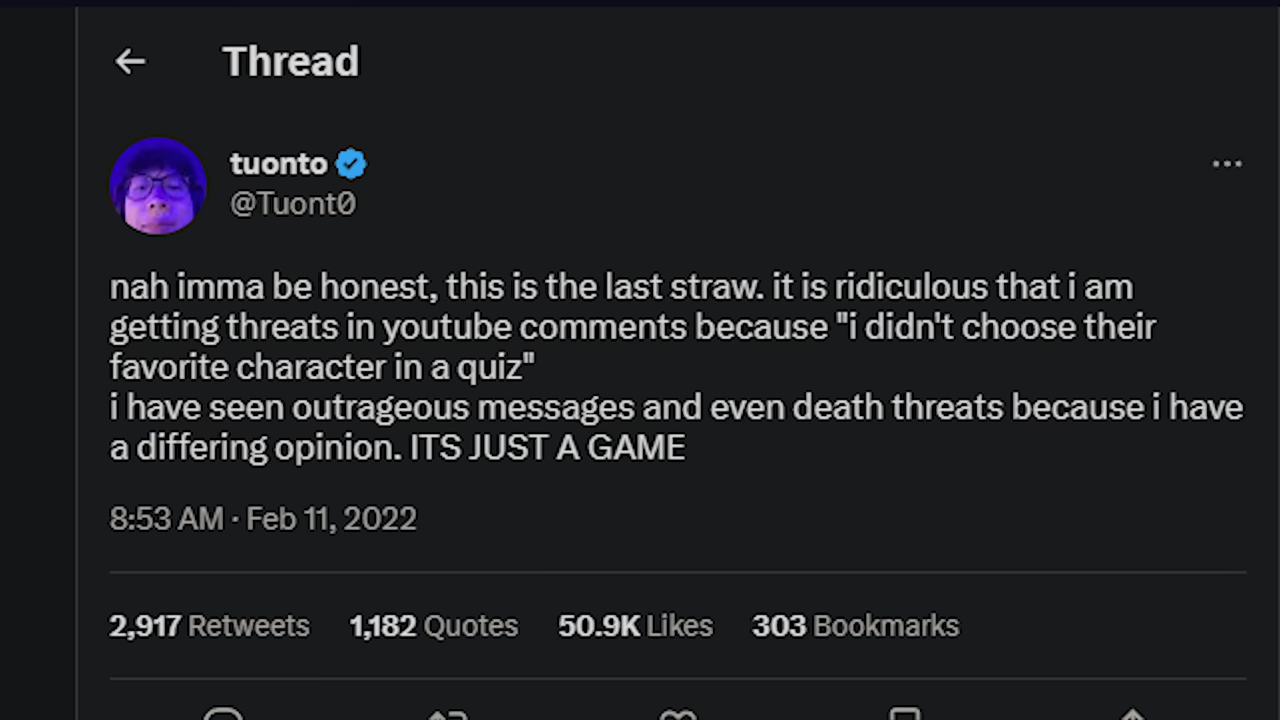 Thread
tuonto
@Tuont0
nah imma be honest, this is the last straw. it is ridiculous that i am
getting threats in youtube comments because "i didn't choose their
favorite character in a quiz"
i have seen outrageous messages and even death threats because i have
a differing opinion. ITS JUST A GAME
8:53 AM · Feb 11, 2022
2,917 Retweets 1,182 Quotes 50.9K Likes 303 Bookmarks